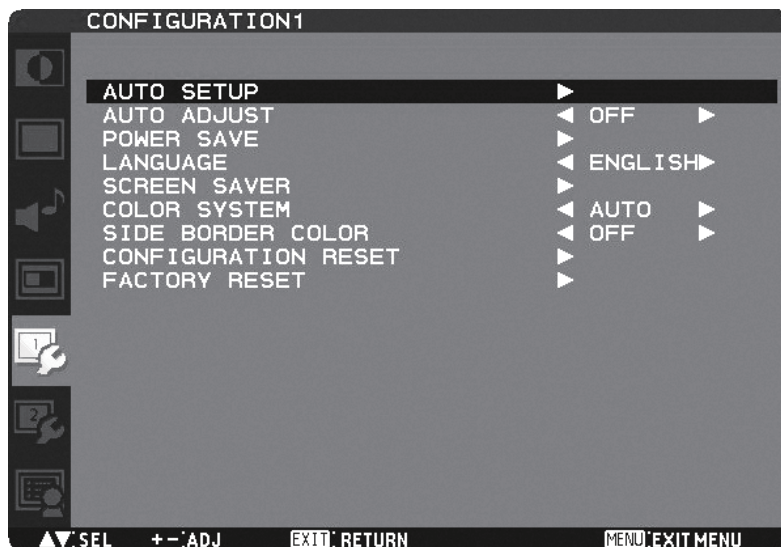 CONFIGURATION1
AUTO SETUP ▶
AUTO ADJUST ◀ OFF ▶
POWER SAVE ▶
LANGUAGE ◀ ENGLISH▶
SCREEN SAVER ▶
COLOR SYSTEM ◀ AUTO ▶
SIDE BORDER COLOR ◀ OFF ▶
CONFIGURATION RESET ▶
FACTORY RESET ▶
1
2
▲▼:SEL +-:ADJ EXIT: RETURN MENU:EXIT MENU